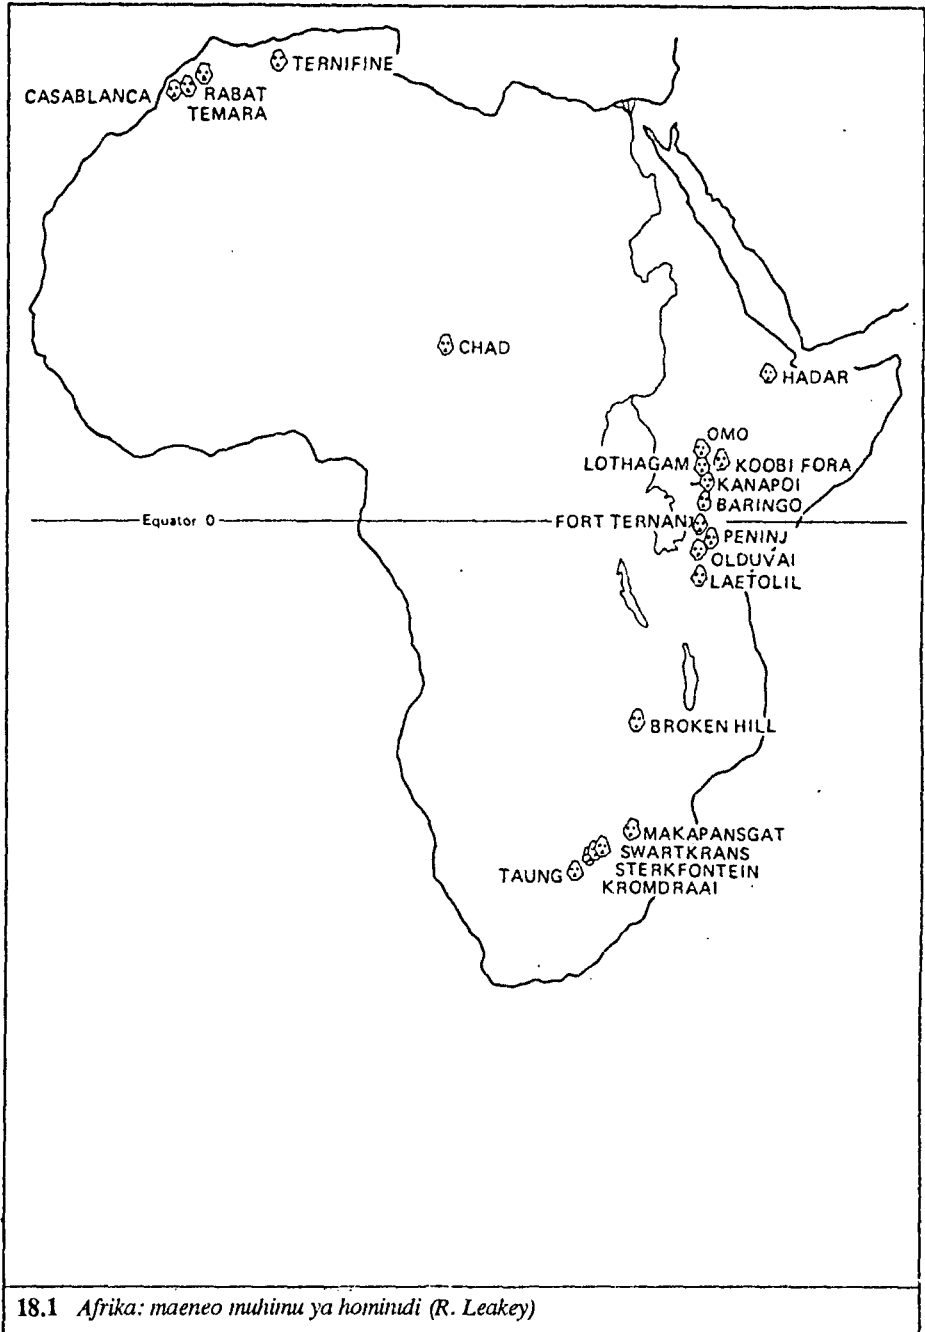 TERNIFINE
CASABLANCA
RABAT
TEMARA
CHAD
HADAR
OMO
LOTHAGAM
KOOBI FORA
KANAPOI
BARINGO
Equator 0
FORT TERNAN
PENINJ
OLDUVAI
LAETOLIL
BROKEN HILL
MAKAPANSGAT
SWARTKRANS
STERKFONTEIN
TAUNG
KROMDRAAI
18.1 Afrika: maeneo muhimu ya hominidi (R. Leakey)